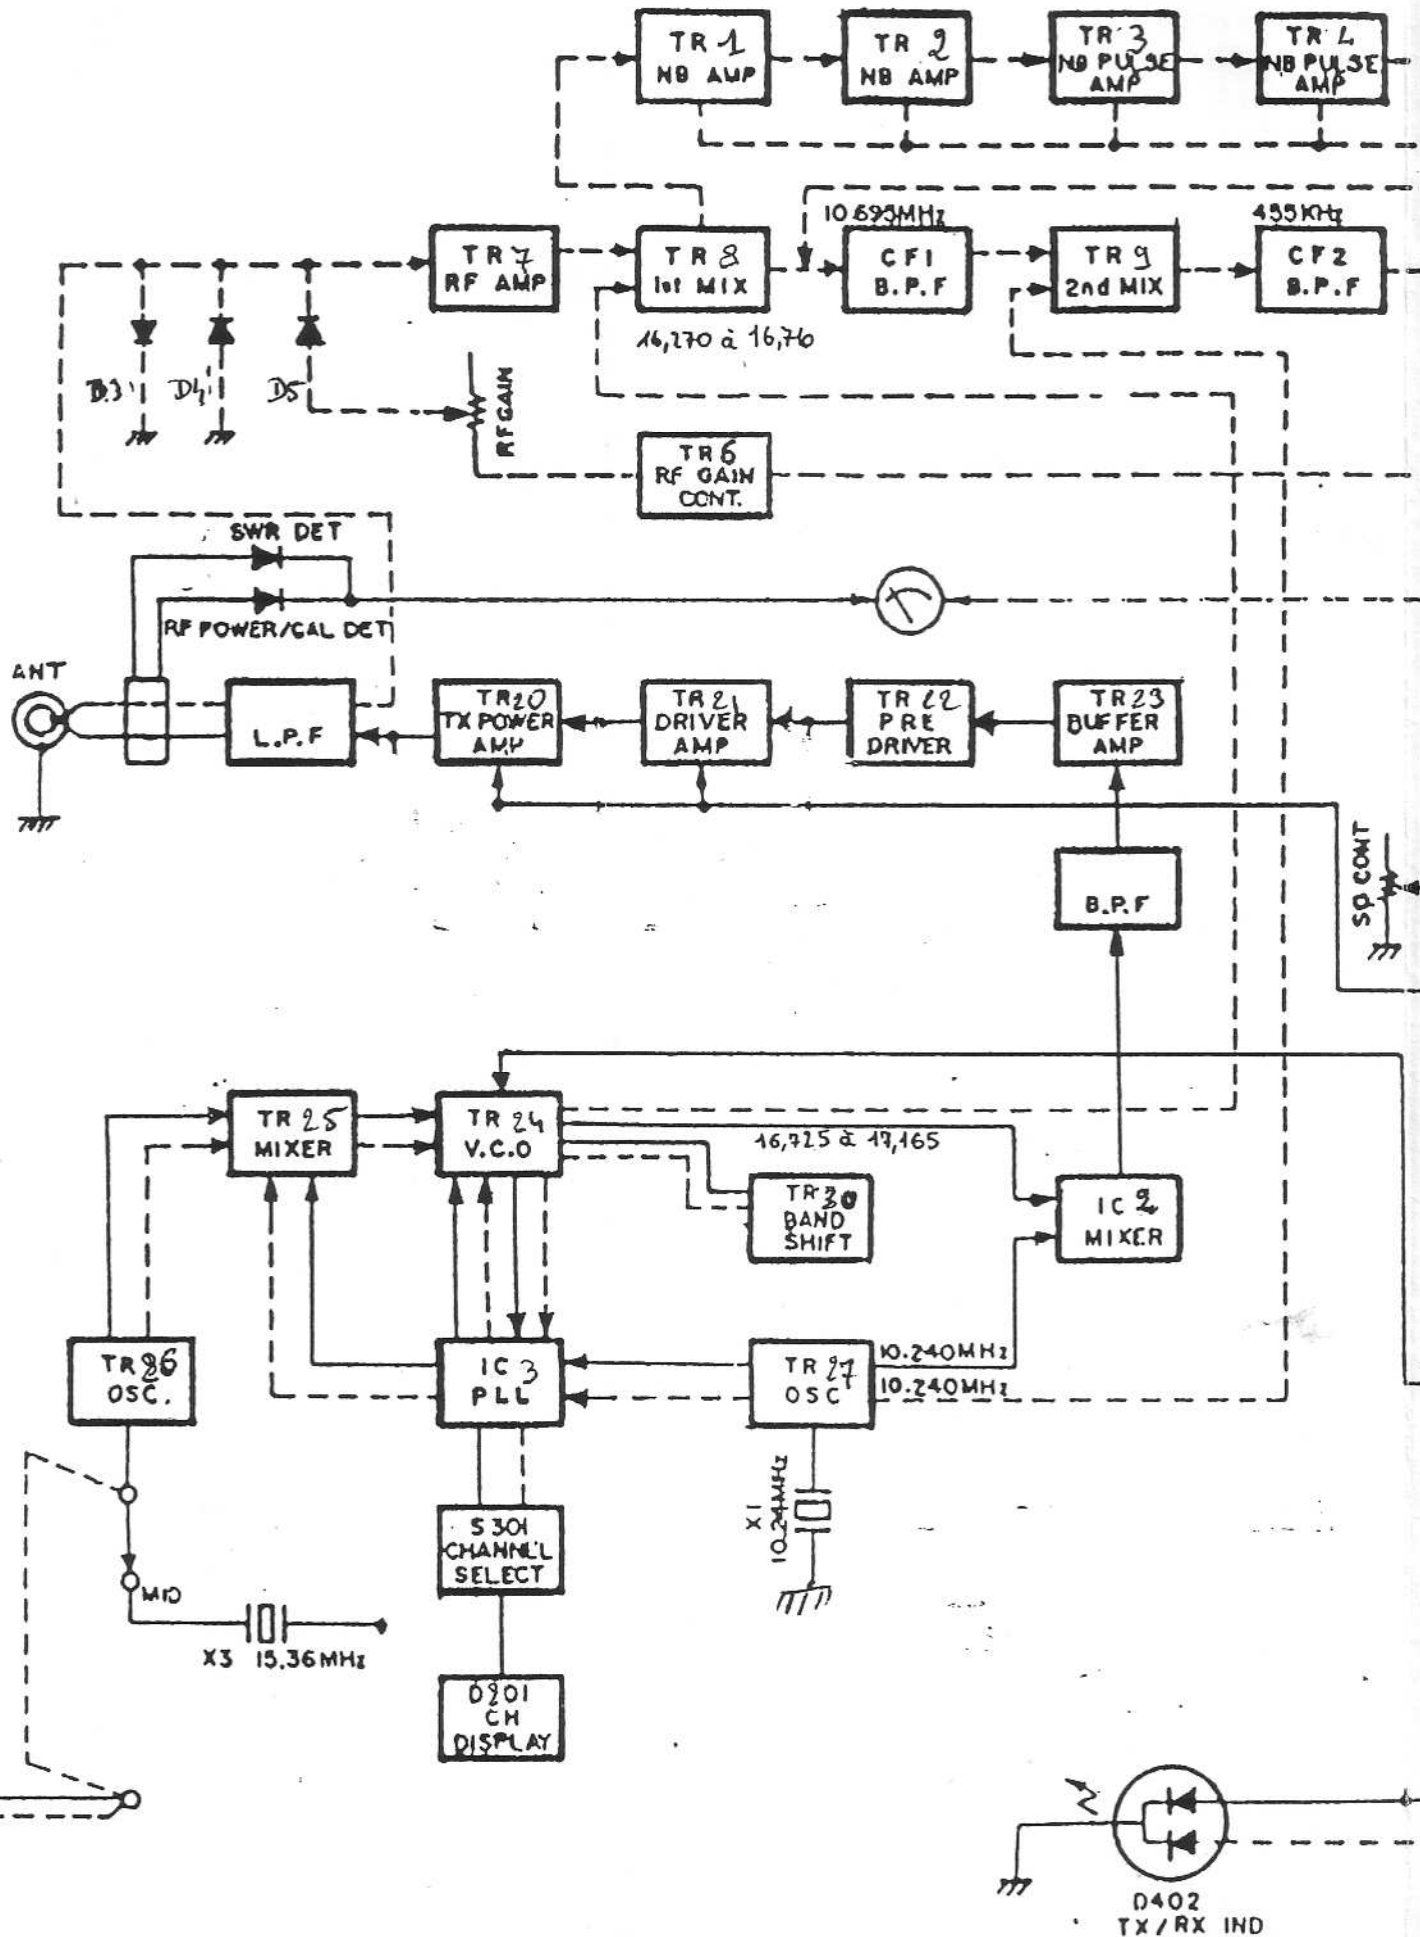 TR 1
NB AMP
TR 2
NB AMP
TR 3
NB PULSE
AMP
TR 4
NB PULSE
AMP
10.695MHz
455KHz
TR 7
RF AMP
TR 8
1st MIX
CF1
B.P.F
TR 9
2nd MIX
CF2
B.P.F
16,270 à 16,76
D3
D4
D5
RF GAIN
TR 6
RF GAIN
CONT.
SWR DET
RF POWER/CAL DET
ANT
L.P.F
TR 20
TX POWER
AMP
TR 21
DRIVER
AMP
TR 22
PRE
DRIVER
TR 23
BUFFER
AMP
SQ CONT
B.P.F
TR 25
MIXER
TR 24
V.C.O
16,725 à 17,165
TR 30
BAND
SHIFT
IC 2
MIXER
TR 26
OSC.
IC 3
PLL
TR 27
OSC
10.240MHz
10.240MHz
X1
10.24MHz
S301
CHANNEL
SELECT
MID
X3 15.36MHz
D201
CH
DISPLAY
D402
TX/RX IND